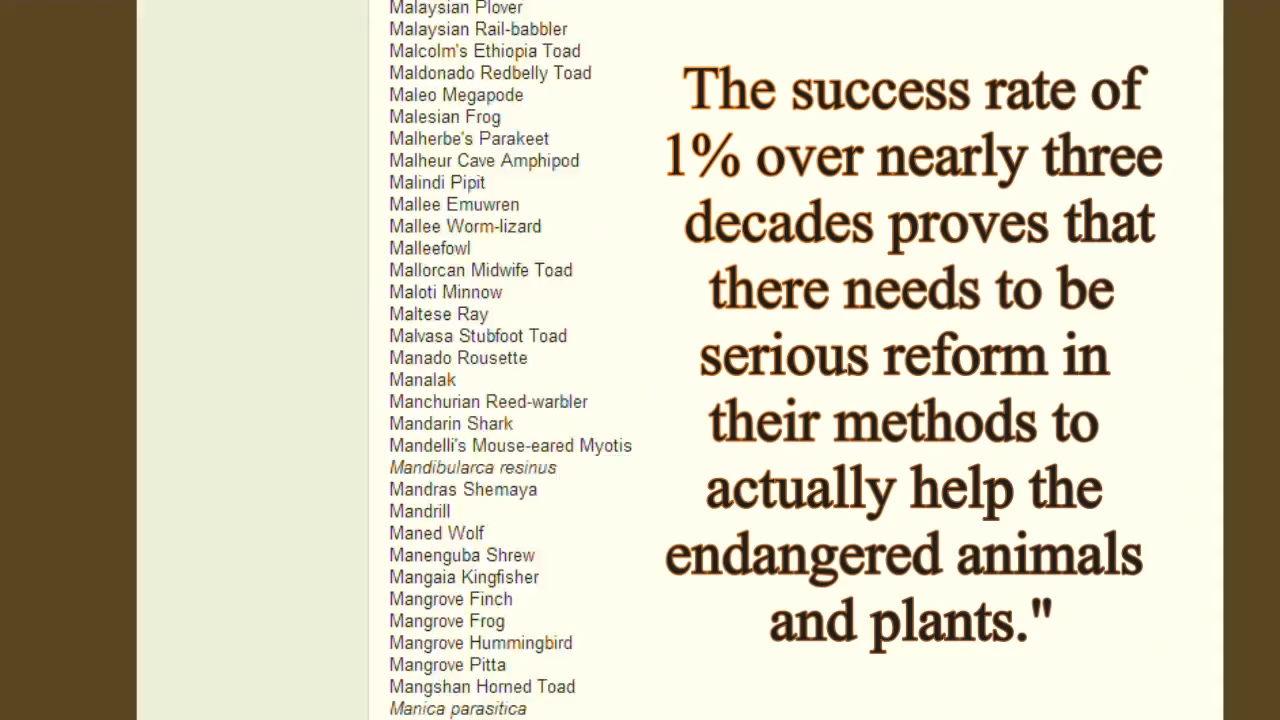 Malaysian Plover
Malaysian Rail-babbler
Malcolm's Ethiopia Toad
Maldonado Redbelly Toad
Maleo Megapode
Malesian Frog
Malherbe's Parakeet
Malheur Cave Amphipod
Malindi Pipit
Mallee Emuwren
Mallee Worm-lizard
Malleefowl
Mallorcan Midwife Toad
Maloti Minnow
Maltese Ray
Malvasa Stubfoot Toad
Manado Rousette
Manalak
Manchurian Reed-warbler
Mandarin Shark
Mandelli's Mouse-eared Myotis
Mandibularca resinus
Mandras Shemaya
Mandrill
Maned Wolf
Manenguba Shrew
Mangaia Kingfisher
Mangrove Finch
Mangrove Frog
Mangrove Hummingbird
Mangrove Pitta
Mangshan Horned Toad
Manica parasitica
The success rate of
1% over nearly three
decades proves that
there needs to be
serious reform in
their methods to
actually help the
endangered animals
and plants."